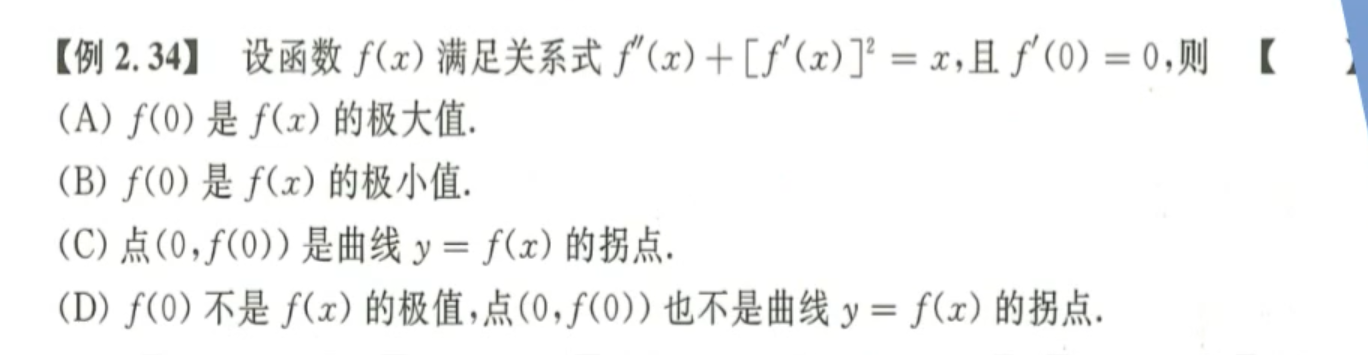 【例 2.34】 设函数 f(x) 满足关系式 f″(x)+[f′(x)]² = x,且 f′(0) = 0,则 【 】
(A) f(0) 是 f(x) 的极大值.
(B) f(0) 是 f(x) 的极小值.
(C) 点(0,f(0)) 是曲线 y = f(x) 的拐点.
(D) f(0) 不是 f(x) 的极值,点(0,f(0)) 也不是曲线 y = f(x) 的拐点.